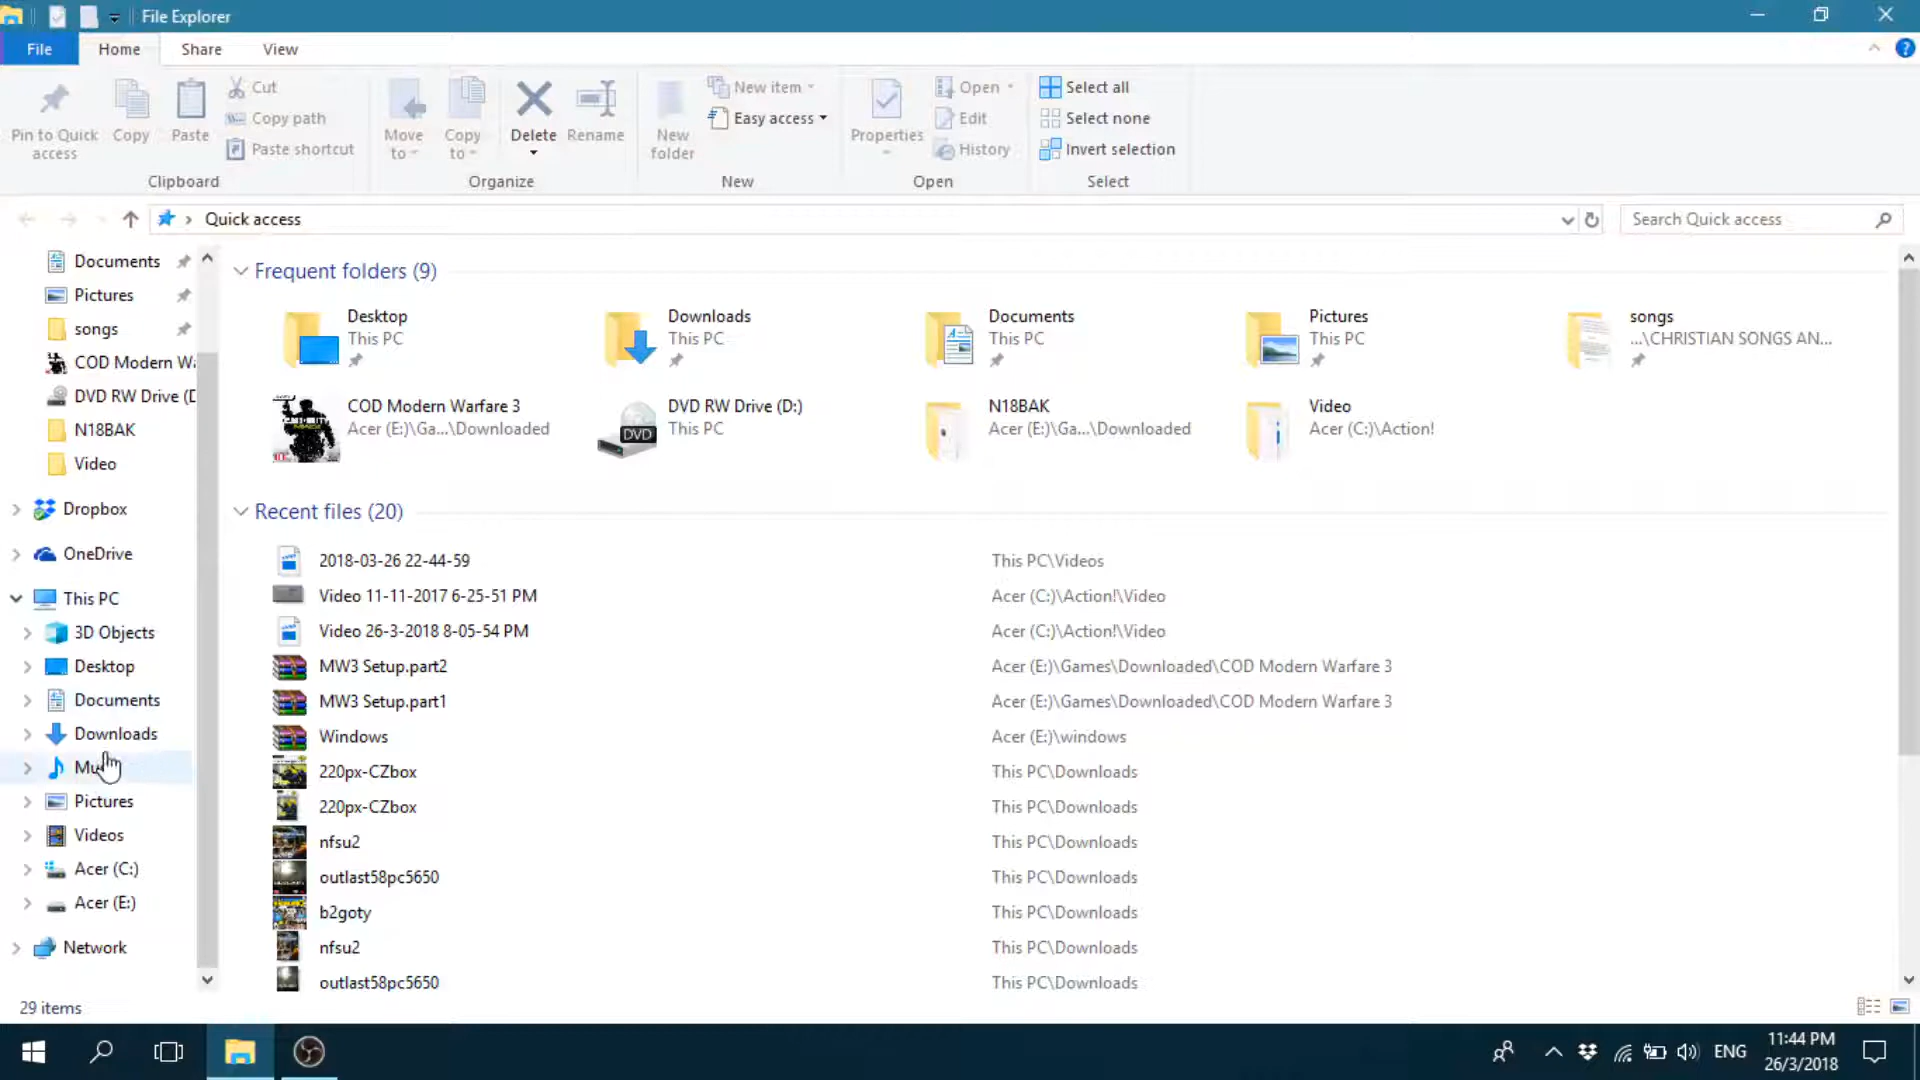 File Explorer
File Home Share View
Pin to Quick access
Copy
Paste
Cut
Copy path
Paste shortcut
Clipboard
Move to
Copy to
Delete
Rename
Organize
New folder
New item
Easy access
New
Properties
Open
Edit
History
Open
Select all
Select none
Invert selection
Select
Quick access
Search Quick access
Documents
Pictures
songs
COD Modern Wa
DVD RW Drive (D
N18BAK
Video
Dropbox
OneDrive
This PC
3D Objects
Desktop
Documents
Downloads
Pictures
Videos
Acer (C:)
Acer (E:)
Network
Frequent folders (9)
Desktop
This PC
Downloads
This PC
Documents
This PC
Pictures
This PC
songs
...\CHRISTIAN SONGS AN...
COD Modern Warfare 3
Acer (E:)\Ga...\Downloaded
DVD
DVD RW Drive (D:)
This PC
N18BAK
Acer (E:)\Ga...\Downloaded
Video
Acer (C:)\Action!
Recent files (20)
2018-03-26 22-44-59 This PC\Videos
Video 11-11-2017 6-25-51 PM Acer (C:)\Action!\Video
Video 26-3-2018 8-05-54 PM Acer (C:)\Action!\Video
MW3 Setup.part2 Acer (E:)\Games\Downloaded\COD Modern Warfare 3
MW3 Setup.part1 Acer (E:)\Games\Downloaded\COD Modern Warfare 3
Windows Acer (E:)\windows
220px-CZbox This PC\Downloads
220px-CZbox This PC\Downloads
nfsu2 This PC\Downloads
outlast58pc5650 This PC\Downloads
b2goty This PC\Downloads
nfsu2 This PC\Downloads
outlast58pc5650 This PC\Downloads
29 items
ENG
11:44 PM
26/3/2018